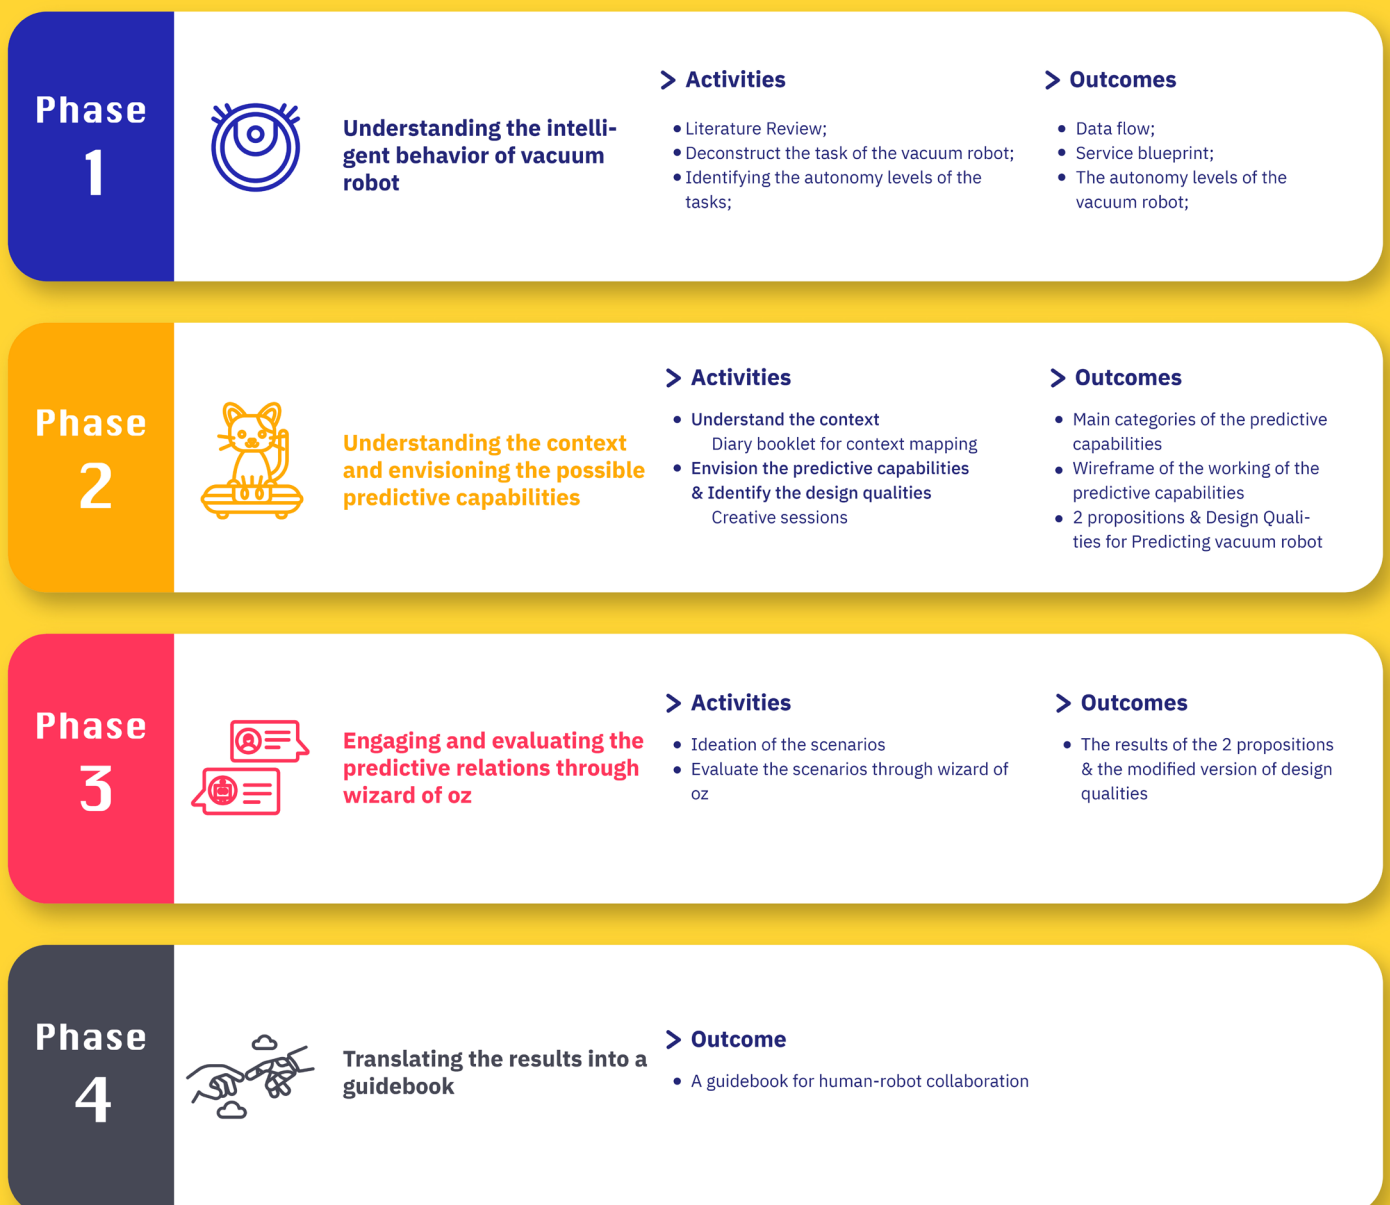 Phase
1
Understanding the intelli-
gent behavior of vacuum
robot
> Activities
• Literature Review;
• Deconstruct the task of the vacuum robot;
• Identifying the autonomy levels of the
tasks;
> Outcomes
• Data flow;
• Service blueprint;
• The autonomy levels of the
vacuum robot;
Phase
2
Understanding the context
and envisioning the possible
predictive capabilities
> Activities
• Understand the context
Diary booklet for context mapping
• Envision the predictive capabilities
& Identify the design qualities
Creative sessions
> Outcomes
• Main categories of the predictive
capabilities
• Wireframe of the working of the
predictive capabilities
• 2 propositions & Design Quali-
ties for Predicting vacuum robot
Phase
3
Engaging and evaluating the
predictive relations through
wizard of oz
> Activities
• Ideation of the scenarios
• Evaluate the scenarios through wizard of
oz
> Outcomes
• The results of the 2 propositions
& the modified version of design
qualities
Phase
4
Translating the results into a
guidebook
> Outcome
• A guidebook for human-robot collaboration